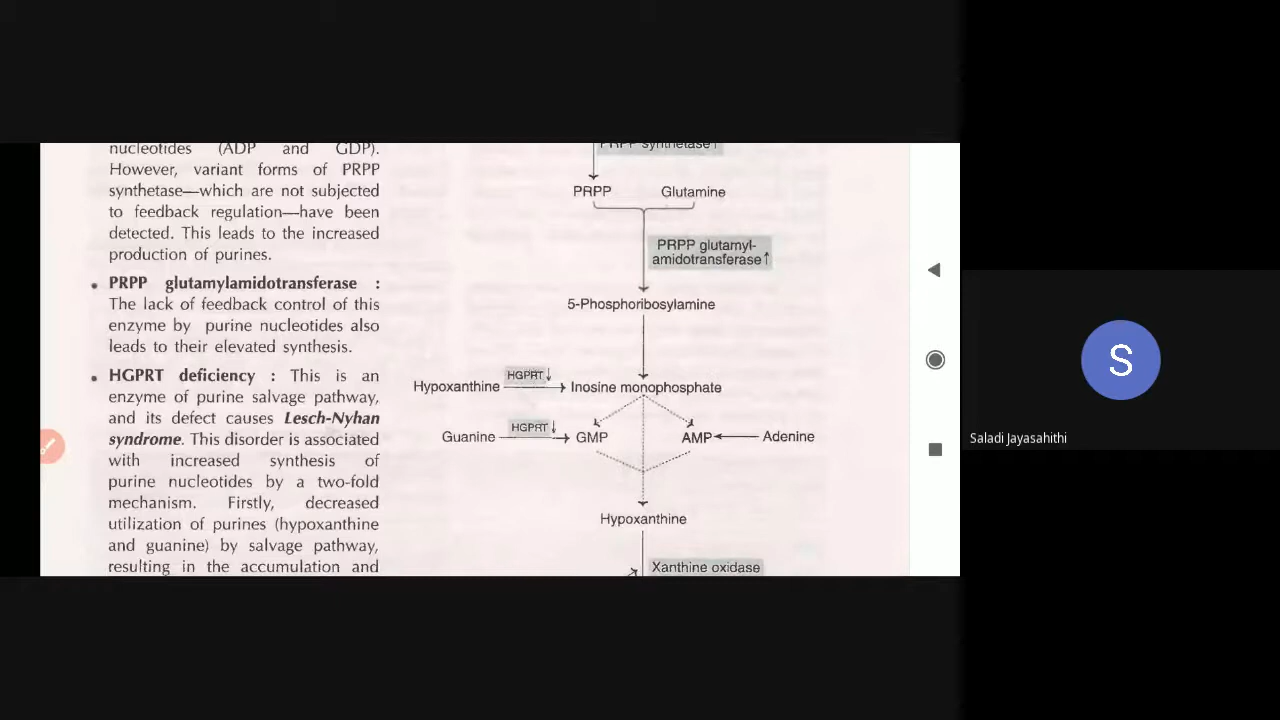 nucleotides (ADP and GDP).
However, variant forms of PRPP
synthetase—which are not subjected
to feedback regulation—have been
detected. This leads to the increased
production of purines.
• PRPP glutamylamidotransferase :
The lack of feedback control of this
enzyme by purine nucleotides also
leads to their elevated synthesis.
• HGPRT deficiency : This is an
enzyme of purine salvage pathway,
and its defect causes Lesch-Nyhan
syndrome. This disorder is associated
with increased synthesis of
purine nucleotides by a two-fold
mechanism. Firstly, decreased
utilization of purines (hypoxanthine
and guanine) by salvage pathway,
resulting in the accumulation and
PRPP synthetase↑
PRPP Glutamine
PRPP glutamyl-
amidotransferase↑
5-Phosphoribosylamine
HGPRT↓
Hypoxanthine Inosine monophosphate
HGPRT↓
Guanine GMP AMP Adenine
Hypoxanthine
Xanthine oxidase
S
Saladi Jayasahithi